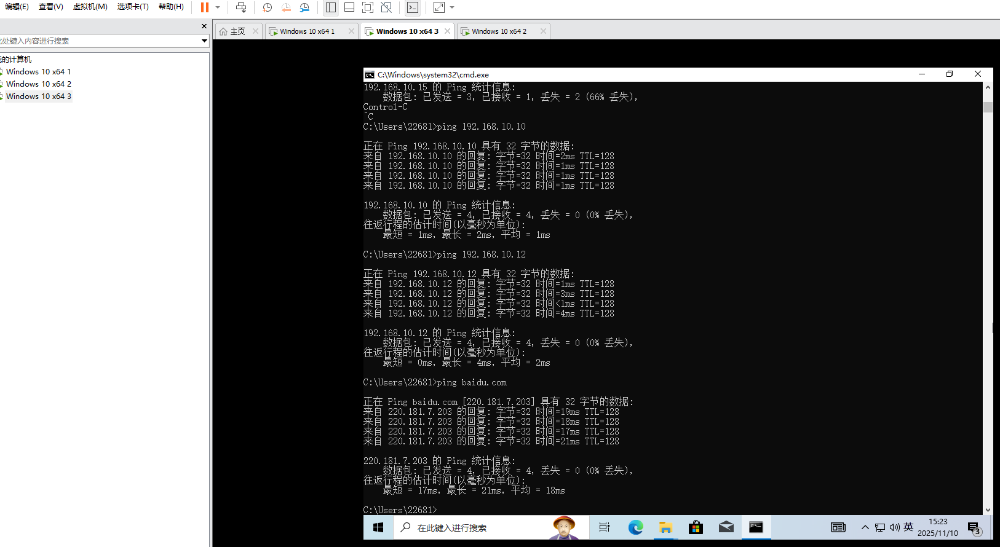 编辑(E) 查看(V) 虚拟机(M) 选项卡(T) 帮助(H)
主页 Windows 10 x64 1 Windows 10 x64 3 Windows 10 x64 2
处键入内容进行搜索
的计算机
Windows 10 x64 1
Windows 10 x64 2
Windows 10 x64 3
C:\Windows\system32\cmd.exe
192.168.10.15 的 Ping 统计信息:
数据包: 已发送 = 3，已接收 = 1，丢失 = 2 (66% 丢失)，
Control-C
^C
C:\Users\22681>ping 192.168.10.10
正在 Ping 192.168.10.10 具有 32 字节的数据:
来自 192.168.10.10 的回复: 字节=32 时间=2ms TTL=128
来自 192.168.10.10 的回复: 字节=32 时间=1ms TTL=128
来自 192.168.10.10 的回复: 字节=32 时间=1ms TTL=128
来自 192.168.10.10 的回复: 字节=32 时间=1ms TTL=128
192.168.10.10 的 Ping 统计信息:
数据包: 已发送 = 4，已接收 = 4，丢失 = 0 (0% 丢失)，
往返行程的估计时间(以毫秒为单位):
最短 = 1ms，最长 = 2ms，平均 = 1ms
C:\Users\22681>ping 192.168.10.12
正在 Ping 192.168.10.12 具有 32 字节的数据:
来自 192.168.10.12 的回复: 字节=32 时间=1ms TTL=128
来自 192.168.10.12 的回复: 字节=32 时间=3ms TTL=128
来自 192.168.10.12 的回复: 字节=32 时间<1ms TTL=128
来自 192.168.10.12 的回复: 字节=32 时间=4ms TTL=128
192.168.10.12 的 Ping 统计信息:
数据包: 已发送 = 4，已接收 = 4，丢失 = 0 (0% 丢失)，
往返行程的估计时间(以毫秒为单位):
最短 = 0ms，最长 = 4ms，平均 = 2ms
C:\Users\22681>ping baidu.com
正在 Ping baidu.com [220.181.7.203] 具有 32 字节的数据:
来自 220.181.7.203 的回复: 字节=32 时间=19ms TTL=128
来自 220.181.7.203 的回复: 字节=32 时间=18ms TTL=128
来自 220.181.7.203 的回复: 字节=32 时间=17ms TTL=128
来自 220.181.7.203 的回复: 字节=32 时间=21ms TTL=128
220.181.7.203 的 Ping 统计信息:
数据包: 已发送 = 4，已接收 = 4，丢失 = 0 (0% 丢失)，
往返行程的估计时间(以毫秒为单位):
最短 = 17ms，最长 = 21ms，平均 = 18ms
C:\Users\22681>
在此键入进行搜索
英
15:23
2025/11/10
3